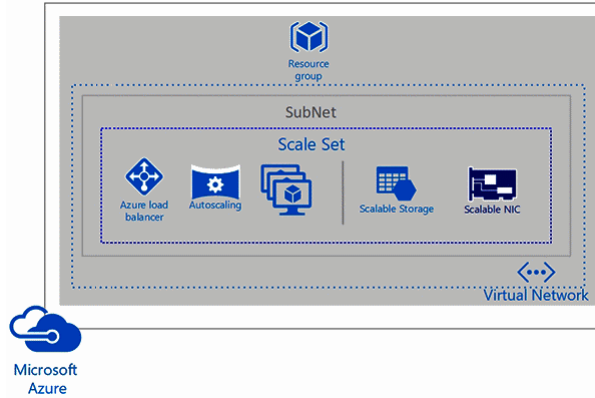 Resource
group
SubNet
Scale Set
Azure load
balancer
Autoscaling
Scalable Storage
Scalable NIC
Virtual Network
Microsoft
Azure